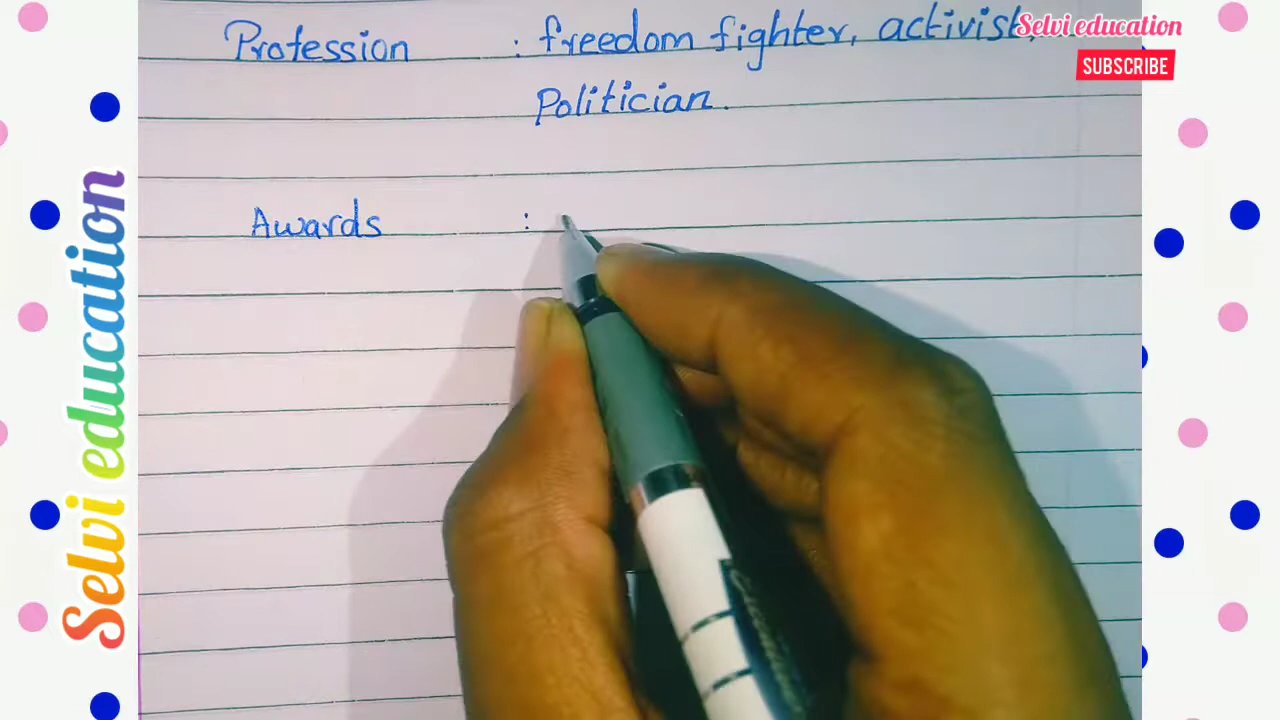 Profession : freedom fighter, activist,
Politician.
Awards :
Selvi education
SUBSCRIBE
Selvi education